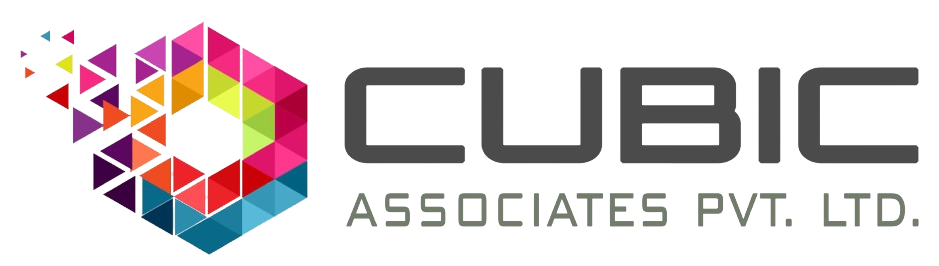 CUBIC
ASSOCIATES PVT. LTD.